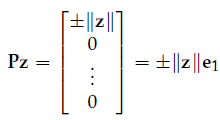 Pz = [ ±‖z‖ 0 ⋮ 0 ] = ±‖z‖e₁